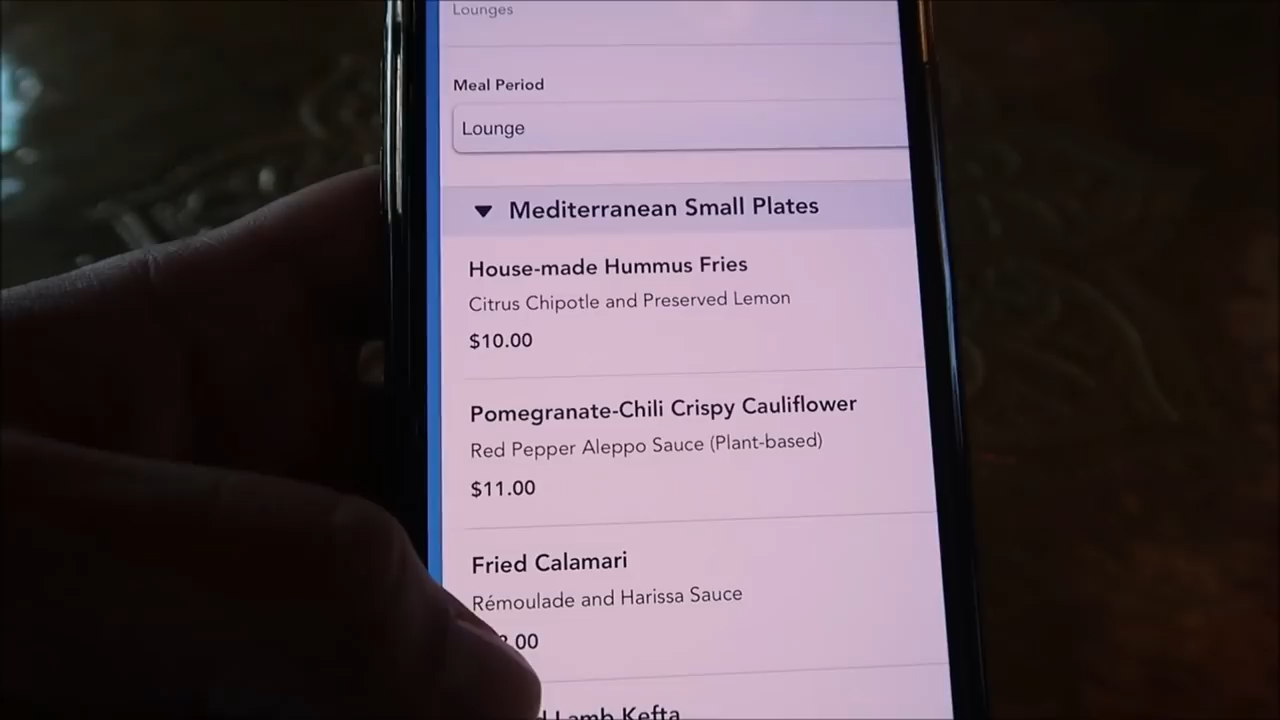 Lounges
Meal Period
Lounge
Mediterranean Small Plates
House-made Hummus Fries
Citrus Chipotle and Preserved Lemon
$10.00
Pomegranate-Chili Crispy Cauliflower
Red Pepper Aleppo Sauce (Plant-based)
$11.00
Fried Calamari
Rémoulade and Harissa Sauce
.00
Lamb Kefta